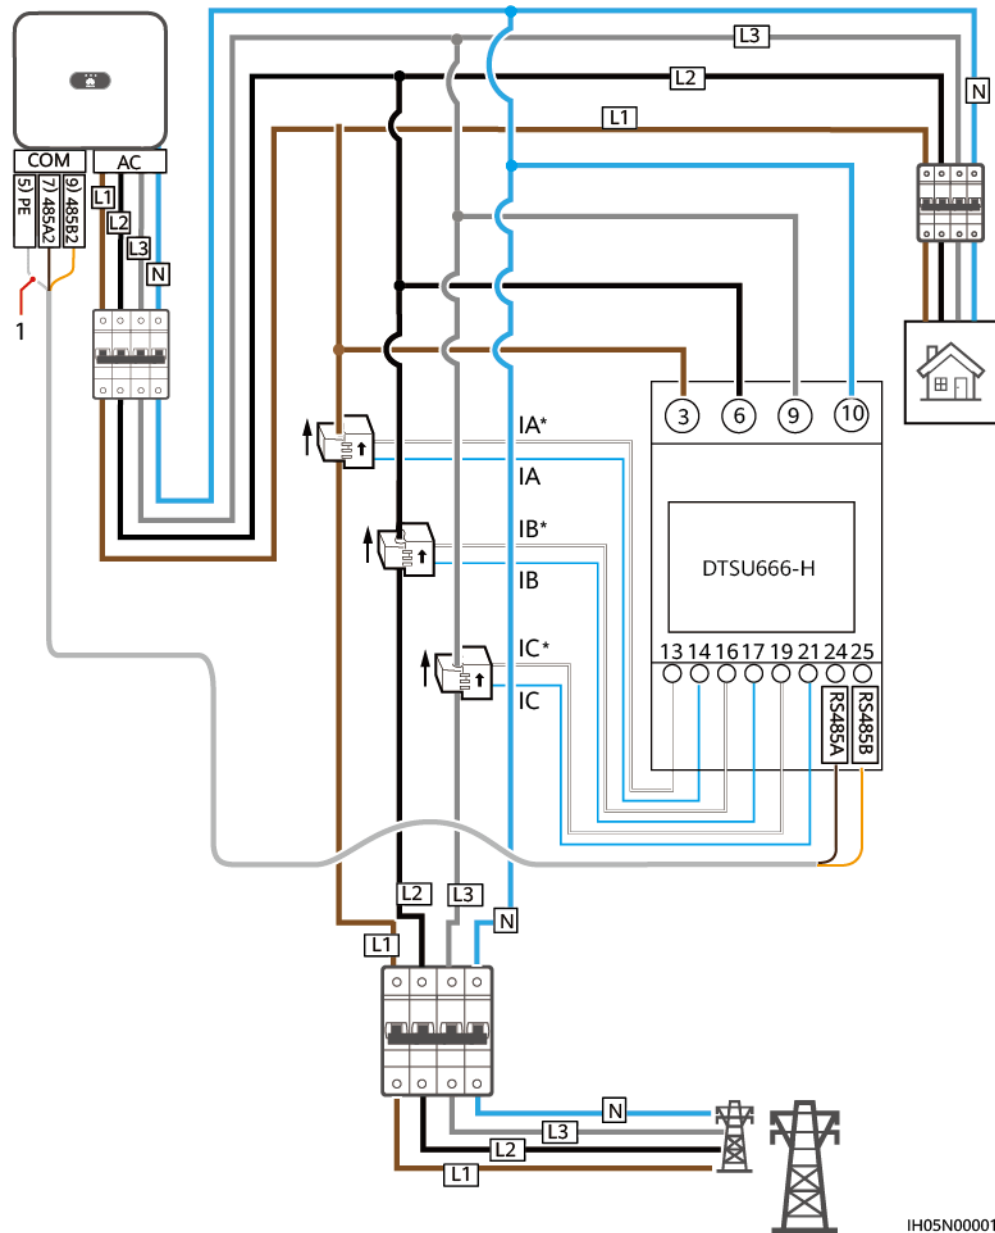 L3
L2
N
L1
COM
AC
5) PE
7) 485A2
9) 485B2
L1
L2
L3
N
1
3
6
9
10
IA*
IA
IB*
IB
DTSU666-H
IC*
IC
13 14 16 17 19 21 24 25
RS485A
RS485B
L2
L3
N
L1
N
L3
L2
L1
IH05N00001